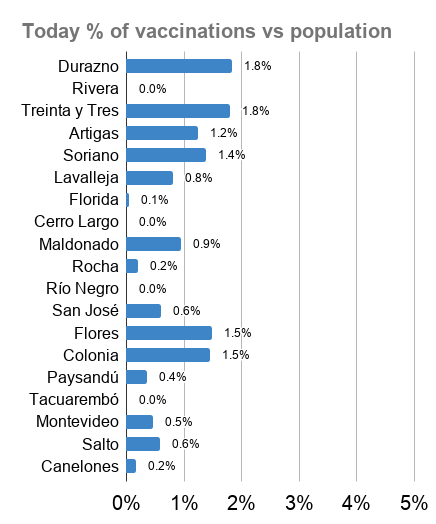 Today % of vaccinations vs population
Durazno 1.8%
Rivera 0.0%
Treinta y Tres 1.8%
Artigas 1.2%
Soriano 1.4%
Lavalleja 0.8%
Florida 0.1%
Cerro Largo 0.0%
Maldonado 0.9%
Rocha 0.2%
Río Negro 0.0%
San José 0.6%
Flores 1.5%
Colonia 1.5%
Paysandú 0.4%
Tacuarembó 0.0%
Montevideo 0.5%
Salto 0.6%
Canelones 0.2%
0% 1% 2% 3% 4% 5%